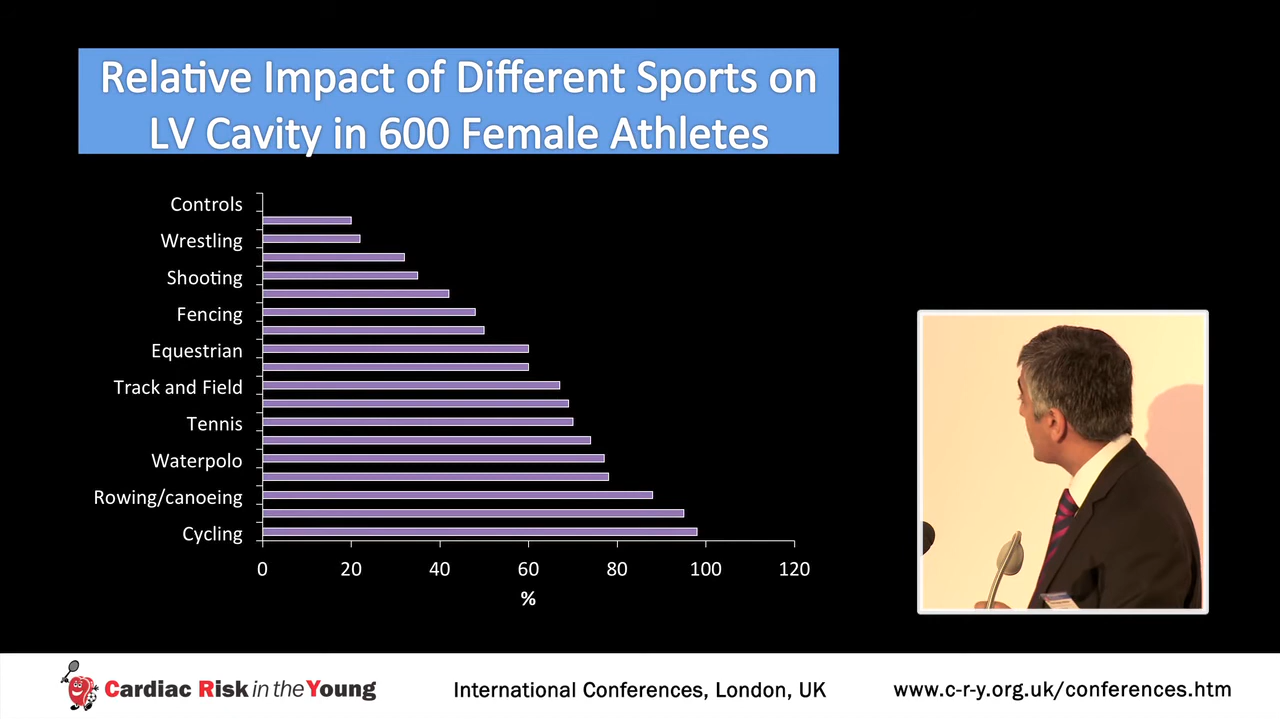 Relative Impact of Different Sports on
LV Cavity in 600 Female Athletes
Controls
Wrestling
Shooting
Fencing
Equestrian
Track and Field
Tennis
Waterpolo
Rowing/canoeing
Cycling
0 20 40 60 80 100 120
%
Cardiac Risk in the Young
International Conferences, London, UK
www.c-r-y.org.uk/conferences.htm